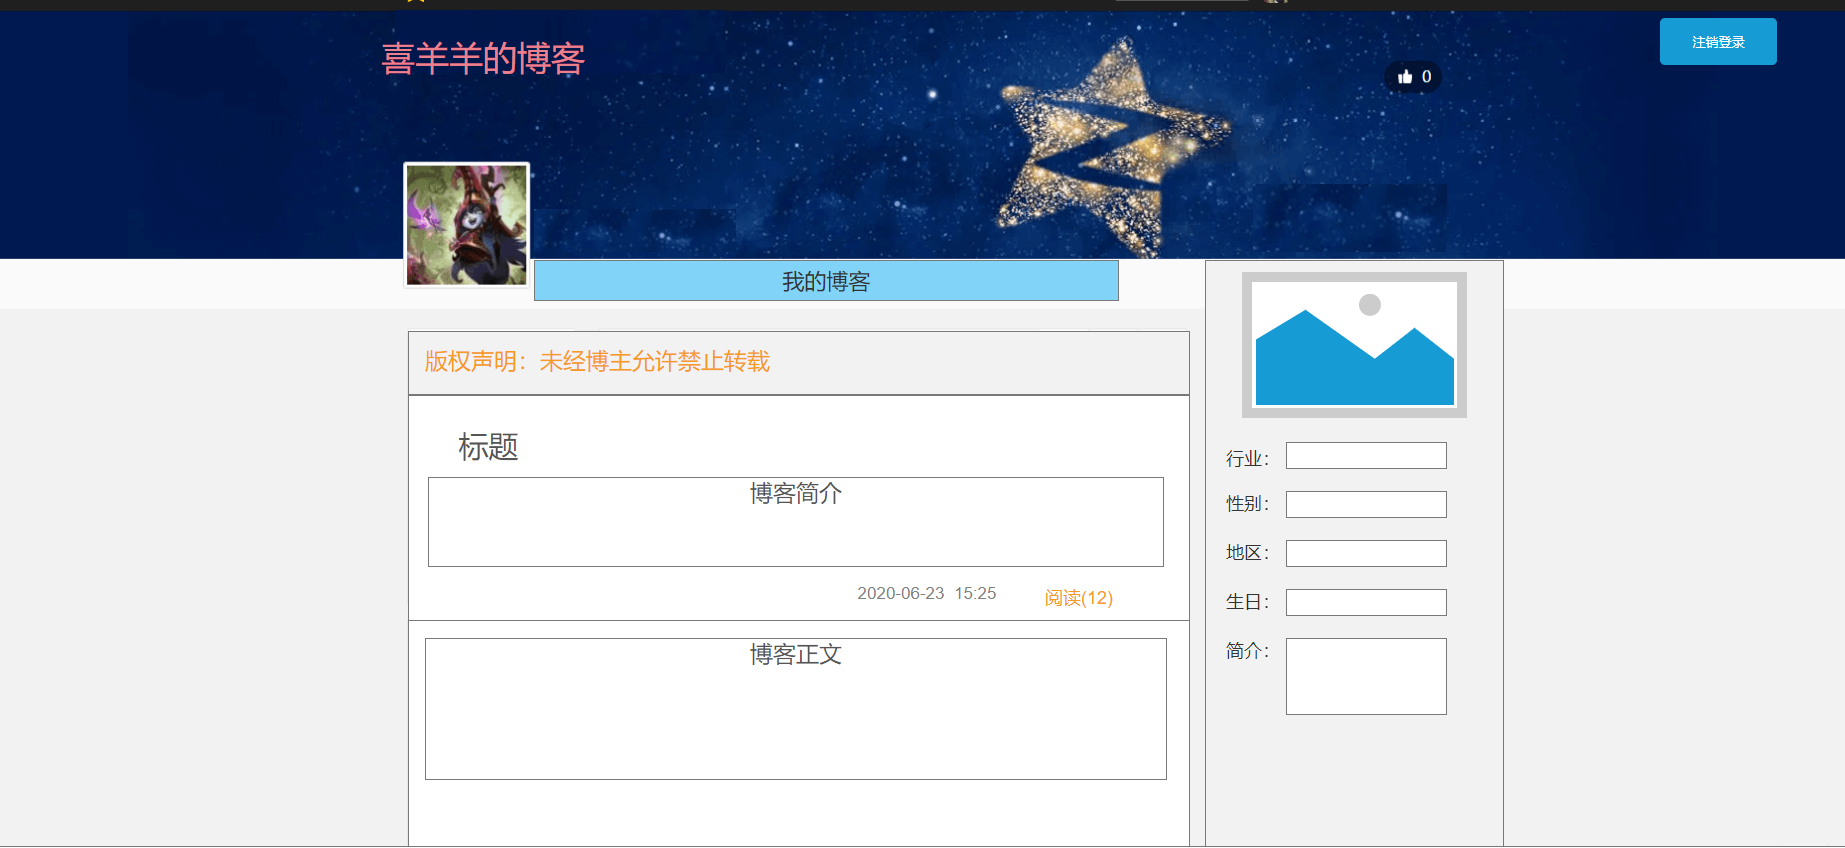 注销登录
喜羊羊的博客
0
我的博客
版权声明：未经博主允许禁止转载
标题
博客简介
2020-06-23 15:25
阅读(12)
博客正文
行业：
性别：
地区：
生日：
简介：